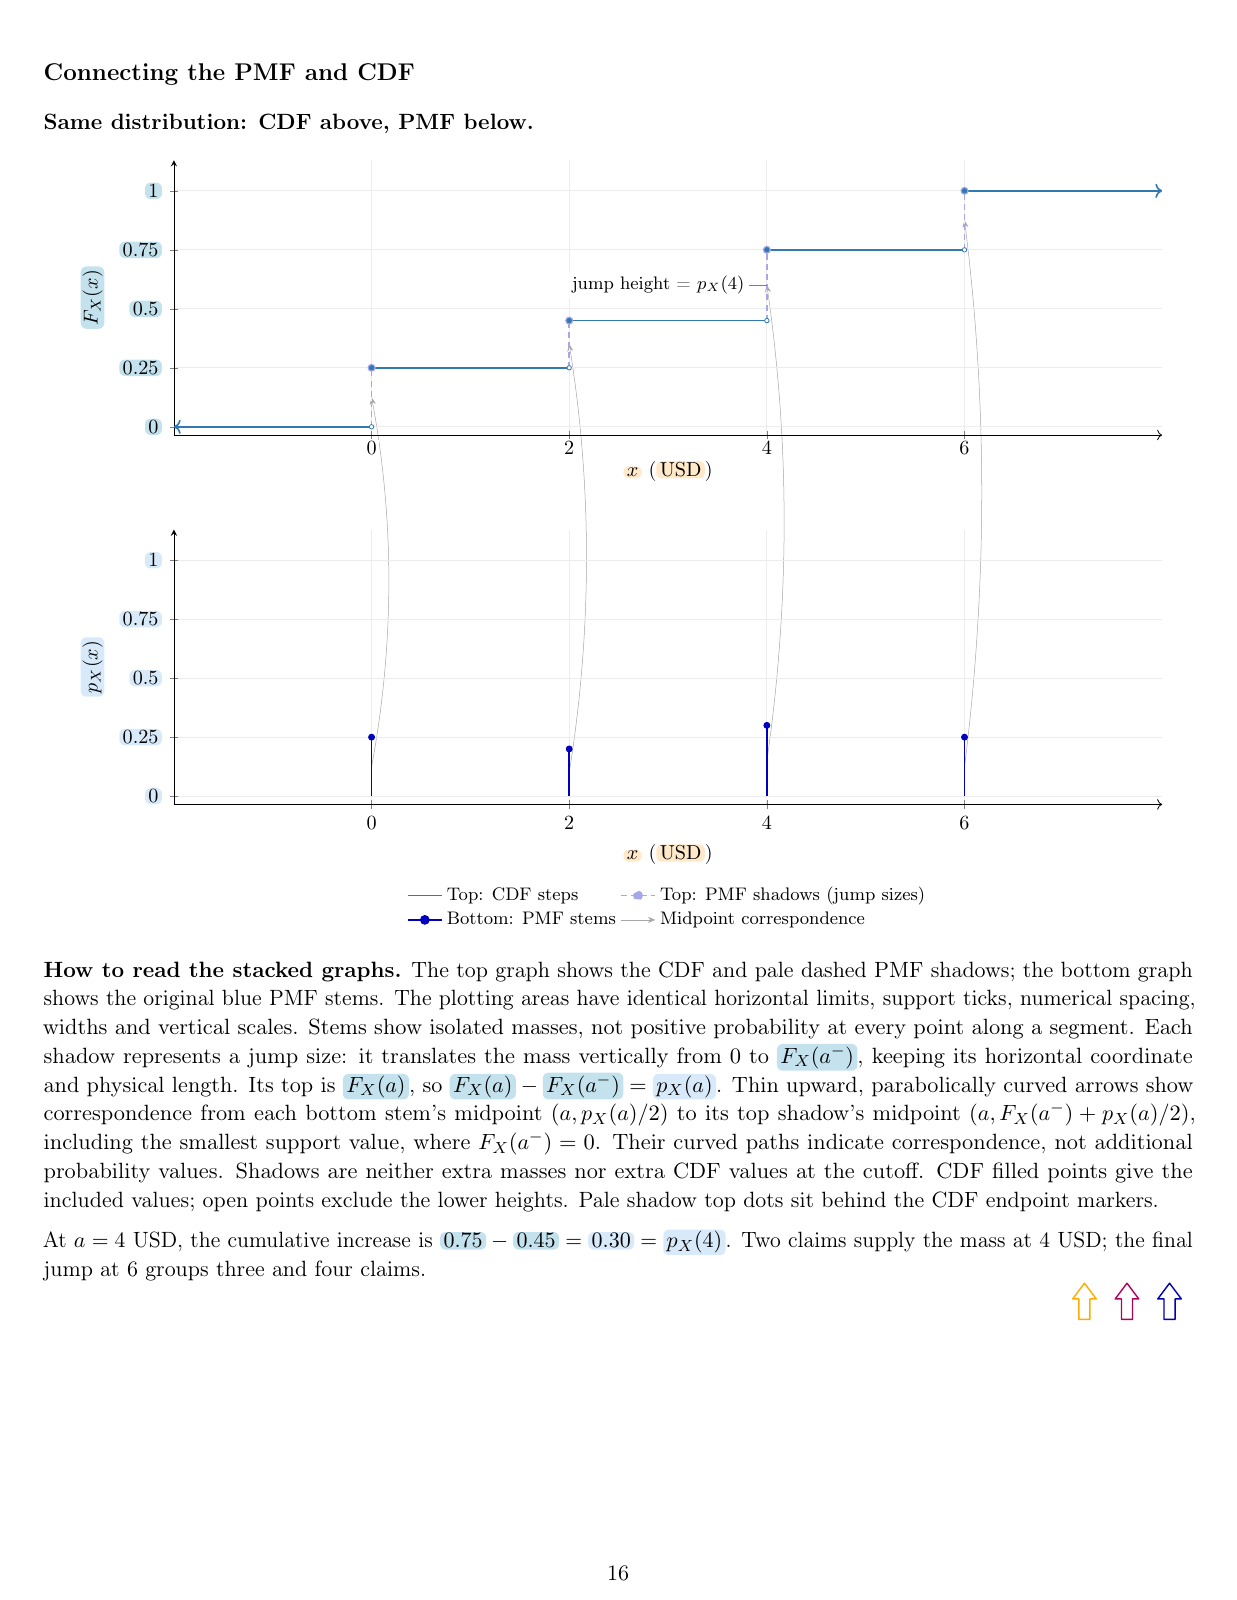 Connecting the PMF and CDF
Same distribution: CDF above, PMF below.
1
0.75
0.5
0.25
0
F_X(x)
jump height = p_X(4)
0 2 4 6
x (USD)
1
0.75
0.5
0.25
0
p_X(x)
0 2 4 6
x (USD)
Top: CDF steps Top: PMF shadows (jump sizes)
Bottom: PMF stems Midpoint correspondence
How to read the stacked graphs. The top graph shows the CDF and pale dashed PMF shadows; the bottom graph
shows the original blue PMF stems. The plotting areas have identical horizontal limits, support ticks, numerical spacing,
widths and vertical scales. Stems show isolated masses, not positive probability at every point along a segment. Each
shadow represents a jump size: it translates the mass vertically from 0 to F_X(a⁻), keeping its horizontal coordinate
and physical length. Its top is F_X(a), so F_X(a) − F_X(a⁻) = p_X(a). Thin upward, parabolically curved arrows show
correspondence from each bottom stem's midpoint (a, p_X(a)/2) to its top shadow's midpoint (a, F_X(a⁻) + p_X(a)/2),
including the smallest support value, where F_X(a⁻) = 0. Their curved paths indicate correspondence, not additional
probability values. Shadows are neither extra masses nor extra CDF values at the cutoff. CDF filled points give the
included values; open points exclude the lower heights. Pale shadow top dots sit behind the CDF endpoint markers.
At a = 4 USD, the cumulative increase is 0.75 − 0.45 = 0.30 = p_X(4). Two claims supply the mass at 4 USD; the final
jump at 6 groups three and four claims.
16